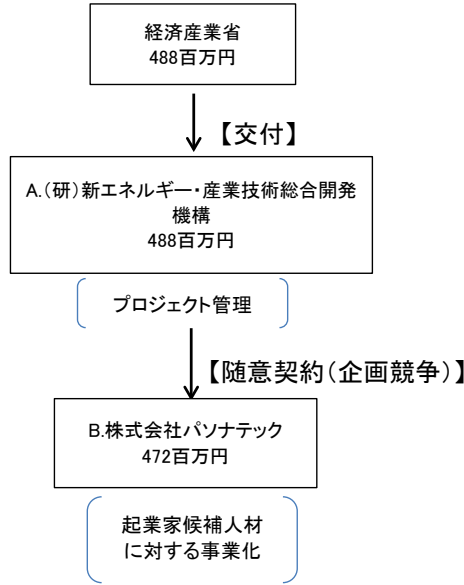 経済産業省
488百万円
【交付】
A.(研)新エネルギー・産業技術総合開発
機構
488百万円
プロジェクト管理
【随意契約(企画競争)】
B.株式会社パソナテック
472百万円
起業家候補人材
に対する事業化